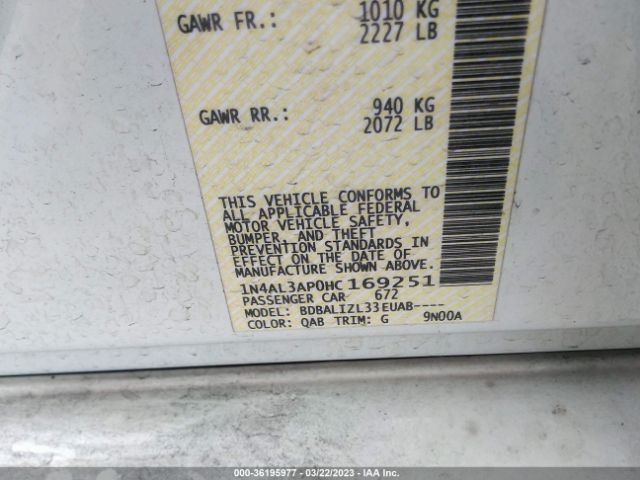 GAWR FR.: 1010 KG
2227 LB
GAWR RR.: 940 KG
2072 LB
THIS VEHICLE CONFORMS TO
ALL APPLICABLE FEDERAL
MOTOR VEHICLE SAFETY,
BUMPER, AND THEFT
PREVENTION STANDARDS IN
EFFECT ON THE DATE OF
MANUFACTURE SHOWN ABOVE.
1N4AL3AP0HC169251
PASSENGER CAR 672
MODEL: BDBALIZL33EUAB----
COLOR: QAB TRIM: G 9N00A
000-36195977 - 03/22/2023 - IAA Inc.